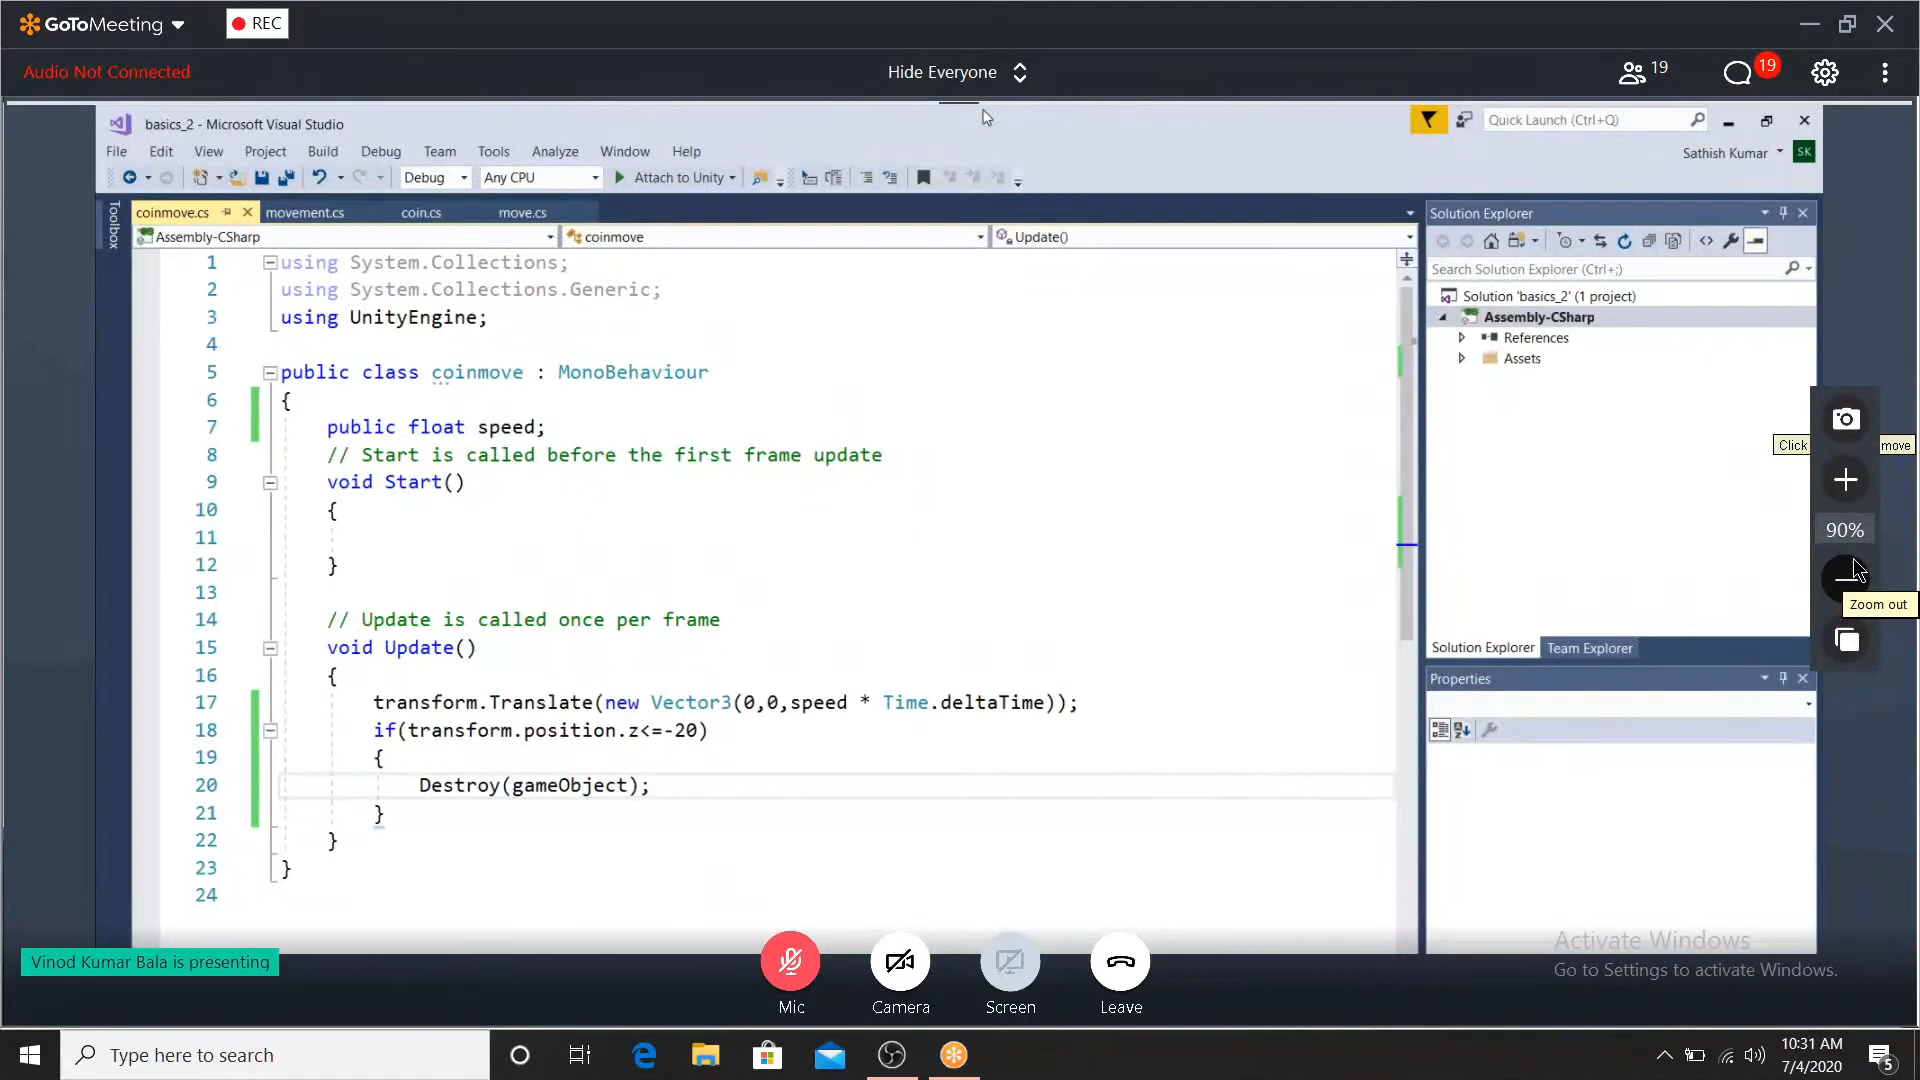 GoToMeeting
REC
Audio Not Connected
Hide Everyone
19
19
basics_2 - Microsoft Visual Studio
Quick Launch (Ctrl+Q)
File Edit View Project Build Debug Team Tools Analyze Window Help
Sathish Kumar
SK
Debug
Any CPU
Attach to Unity
Toolbox
coinmove.cs
movement.cs
coin.cs
move.cs
Assembly-CSharp
coinmove
Update()
1 using System.Collections;
2 using System.Collections.Generic;
3 using UnityEngine;
4
5 public class coinmove : MonoBehaviour
6 {
7 public float speed;
8 // Start is called before the first frame update
9 void Start()
10 {
11
12 }
13
14 // Update is called once per frame
15 void Update()
16 {
17 transform.Translate(new Vector3(0,0,speed * Time.deltaTime));
18 if(transform.position.z<=-20)
19 {
20 Destroy(gameObject);
21 }
22 }
23 }
24
Solution Explorer
Search Solution Explorer (Ctrl+;)
Solution 'basics_2' (1 project)
Assembly-CSharp
References
Assets
Solution Explorer
Team Explorer
Properties
Click
move
90%
Zoom out
Activate Windows
Go to Settings to activate Windows.
Vinod Kumar Bala is presenting
Mic
Camera
Screen
Leave
Type here to search
10:31 AM
7/4/2020
5